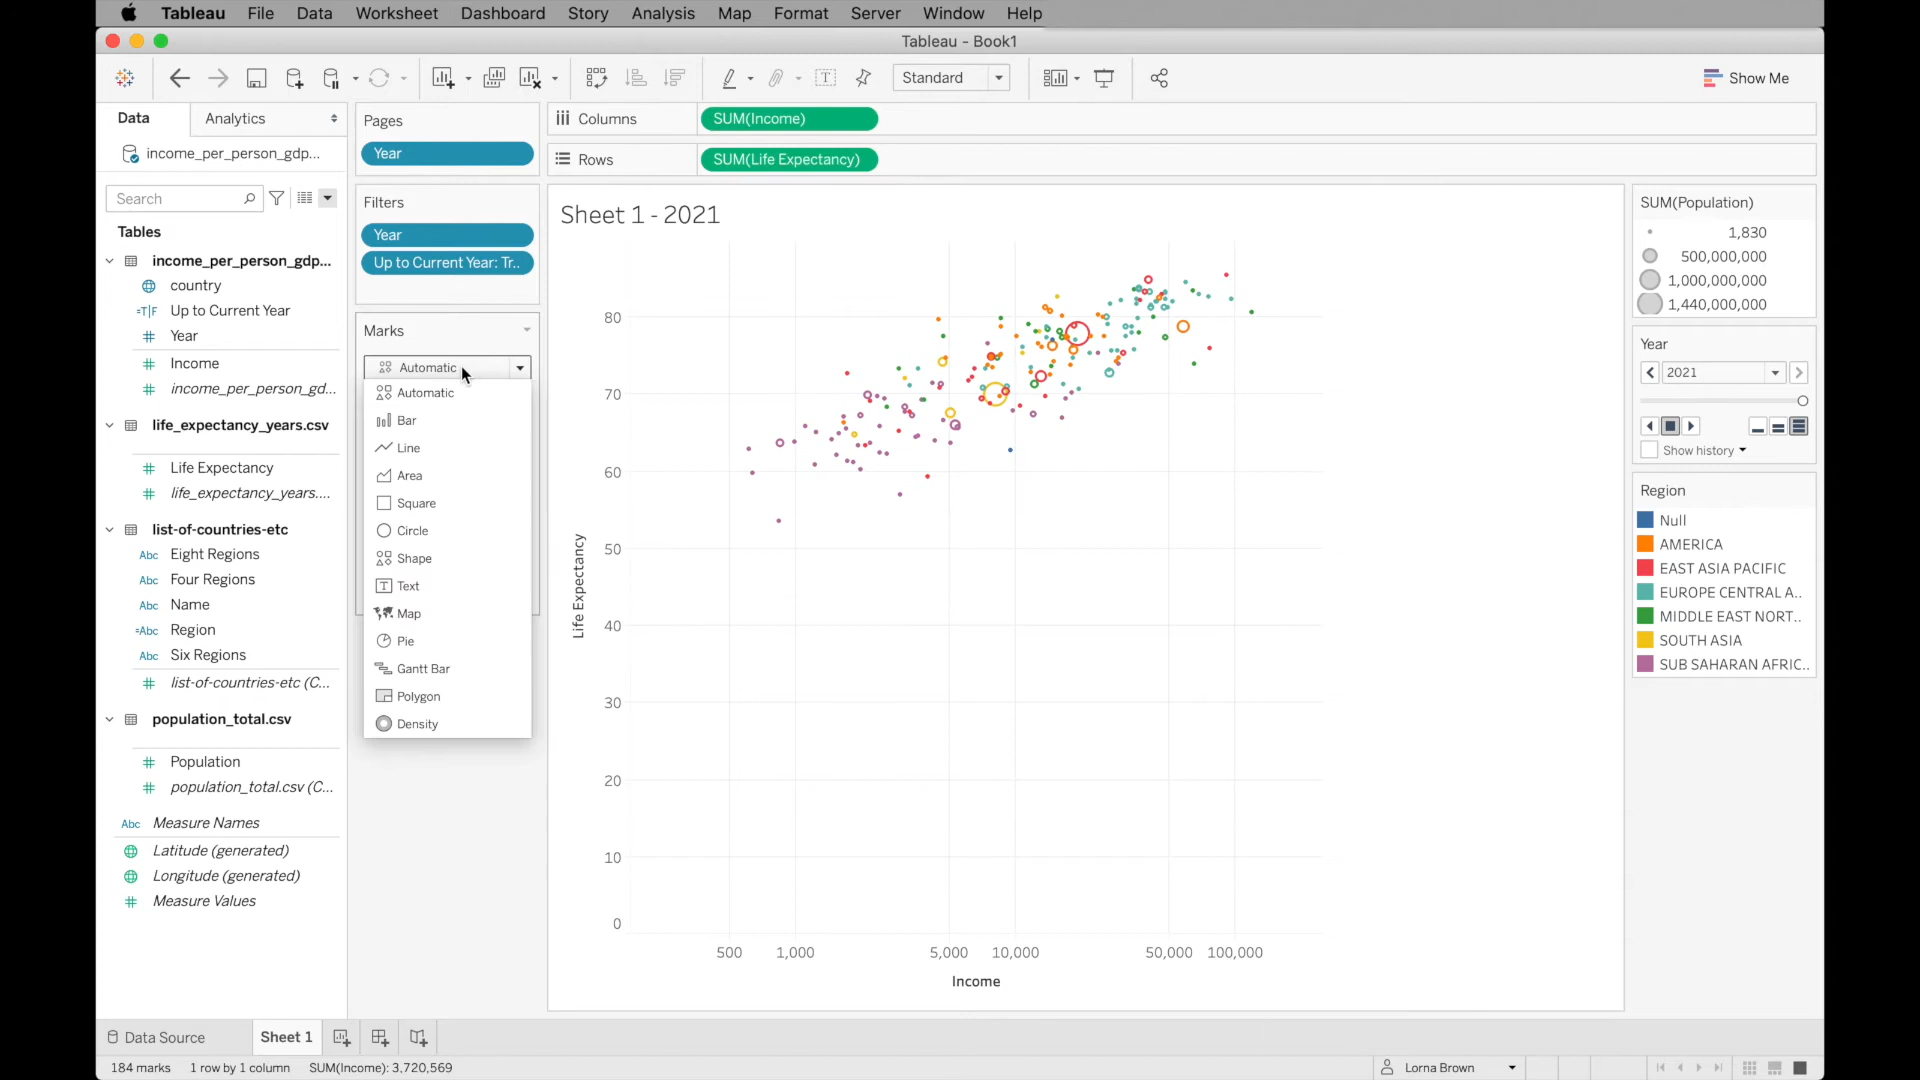 Tableau File Data Worksheet Dashboard Story Analysis Map Format Server Window Help
Tableau - Book1
Standard
Show Me
Data
Analytics
income_per_person_gdp...
Search
Tables
income_per_person_gdp...
country
=T|F Up to Current Year
Year
Income
income_per_person_gd...
life_expectancy_years.csv
Life Expectancy
life_expectancy_years....
list-of-countries-etc
Abc Eight Regions
Abc Four Regions
Abc Name
=Abc Region
Abc Six Regions
list-of-countries-etc (C...
population_total.csv
Population
population_total.csv (C...
Abc Measure Names
Latitude (generated)
Longitude (generated)
Measure Values
Pages
Year
Filters
Year
Up to Current Year: Tr..
Marks
Automatic
Automatic
Bar
Line
Area
Square
Circle
Shape
Text
Map
Pie
Gantt Bar
Polygon
Density
Columns
SUM(Income)
Rows
SUM(Life Expectancy)
Sheet 1 - 2021
80
70
60
50
40
30
20
10
0
Life Expectancy
500 1,000 5,000 10,000 50,000 100,000
Income
SUM(Population)
1,830
500,000,000
1,000,000,000
1,440,000,000
Year
2021
Show history
Region
Null
AMERICA
EAST ASIA PACIFIC
EUROPE CENTRAL A..
MIDDLE EAST NORT..
SOUTH ASIA
SUB SAHARAN AFRIC..
Data Source
Sheet 1
184 marks 1 row by 1 column SUM(Income): 3,720,569
Lorna Brown